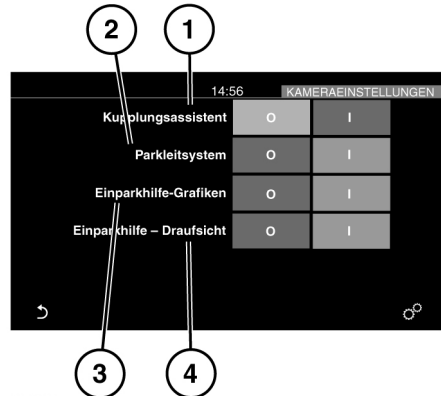 2 1
14:56 KAMERAEINSTELLUNGEN
Kupplungsassistent O I
Parkleitsystem O I
Einparkhilfe-Grafiken O I
Einparkhilfe – Draufsicht O I
3 4